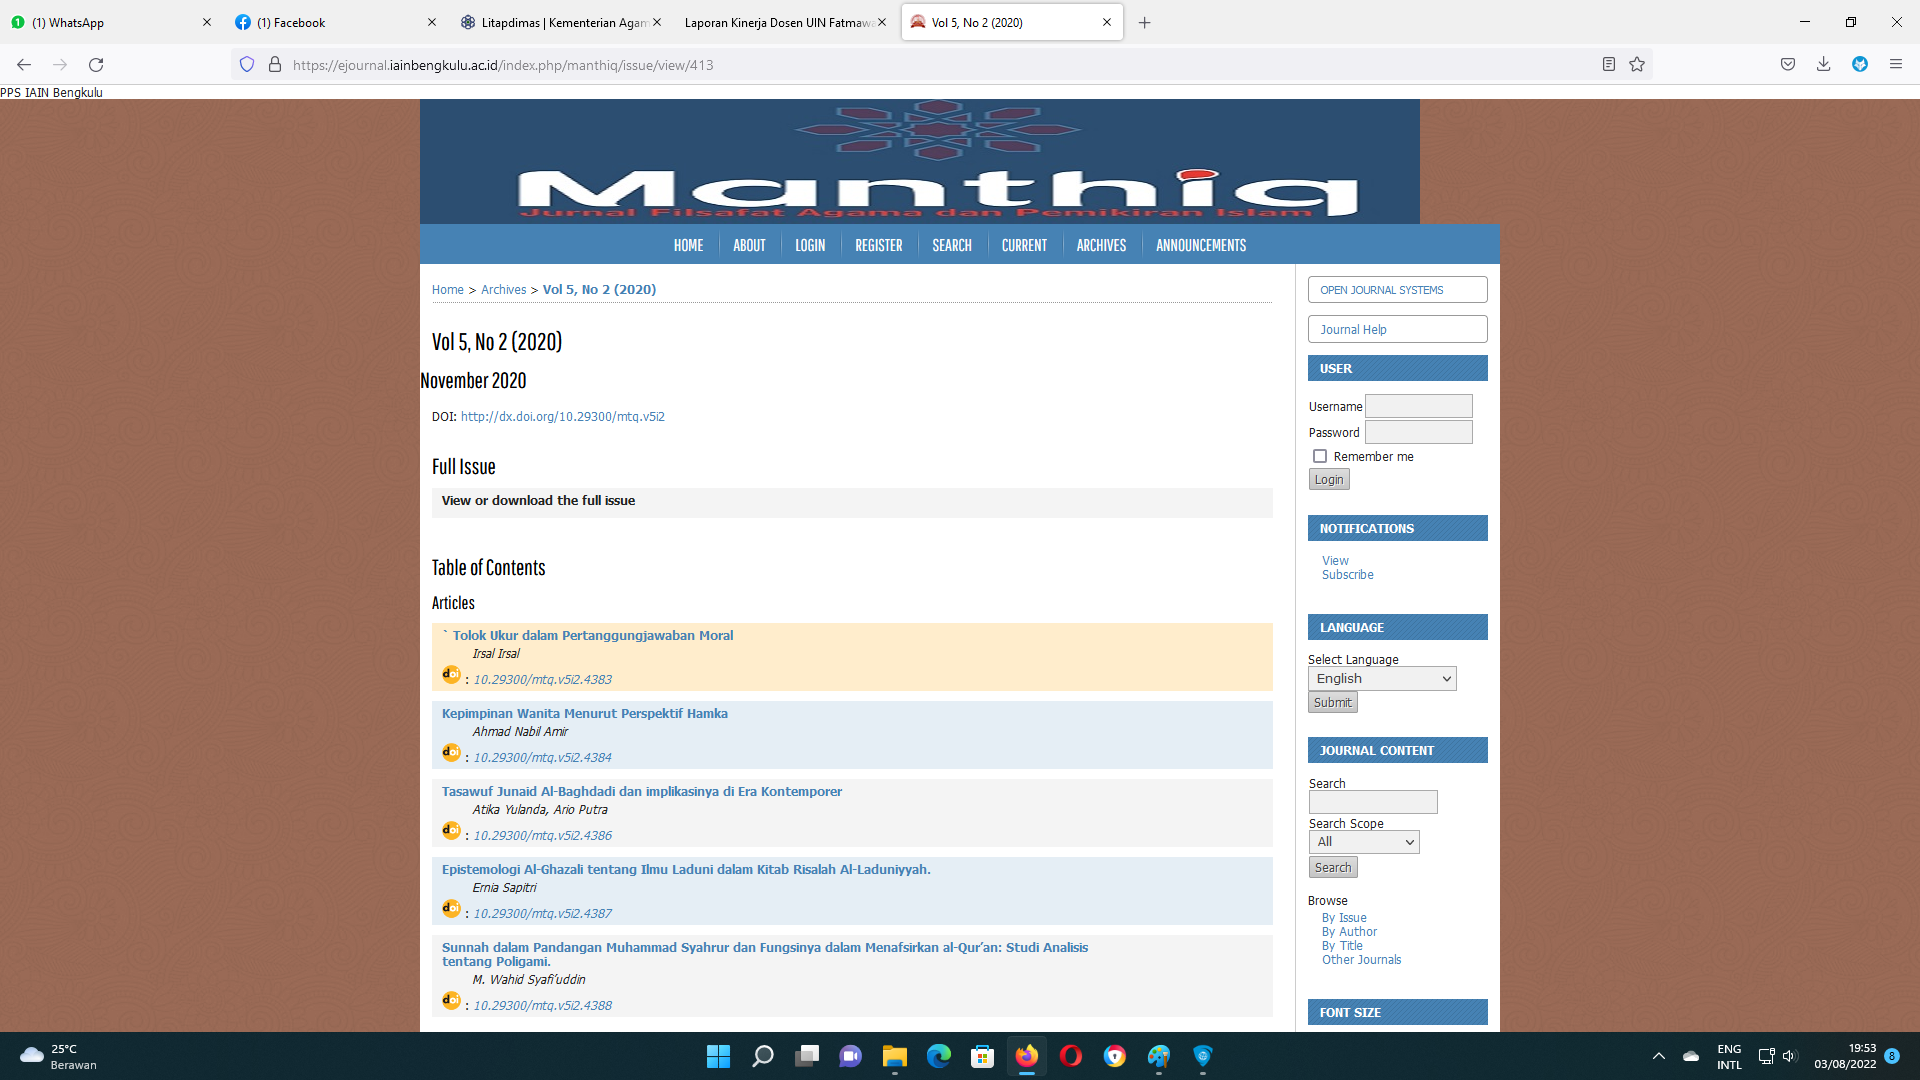 (1) WhatsApp
(1) Facebook
Litapdimas | Kementerian Agam
Laporan Kinerja Dosen UIN Fatmawa
Vol 5, No 2 (2020)
https://ejournal.iainbengkulu.ac.id/index.php/manthiq/issue/view/413
PPS IAIN Bengkulu
Manthiq
Jurnal Filsafat Agama dan Pemikiran Islam
HOME ABOUT LOGIN REGISTER SEARCH CURRENT ARCHIVES ANNOUNCEMENTS
Home > Archives > Vol 5, No 2 (2020)
Vol 5, No 2 (2020)
November 2020
DOI: http://dx.doi.org/10.29300/mtq.v5i2
Full Issue
View or download the full issue
Table of Contents
Articles
` Tolok Ukur dalam Pertanggungjawaban Moral
Irsal Irsal
doi : 10.29300/mtq.v5i2.4383
Kepimpinan Wanita Menurut Perspektif Hamka
Ahmad Nabil Amir
doi : 10.29300/mtq.v5i2.4384
Tasawuf Junaid Al-Baghdadi dan implikasinya di Era Kontemporer
Atika Yulanda, Ario Putra
doi : 10.29300/mtq.v5i2.4386
Epistemologi Al-Ghazali tentang Ilmu Laduni dalam Kitab Risalah Al-Laduniyyah.
Ernia Sapitri
doi : 10.29300/mtq.v5i2.4387
Sunnah dalam Pandangan Muhammad Syahrur dan Fungsinya dalam Menafsirkan al-Qur’an: Studi Analisis
tentang Poligami.
M. Wahid Syafi’uddin
doi : 10.29300/mtq.v5i2.4388
OPEN JOURNAL SYSTEMS
Journal Help
USER
Username
Password
Remember me
Login
NOTIFICATIONS
View
Subscribe
LANGUAGE
Select Language
English
Submit
JOURNAL CONTENT
Search
Search Scope
All
Search
Browse
By Issue
By Author
By Title
Other Journals
FONT SIZE
25°C
Berawan
ENG
INTL
19:53
03/08/2022
8